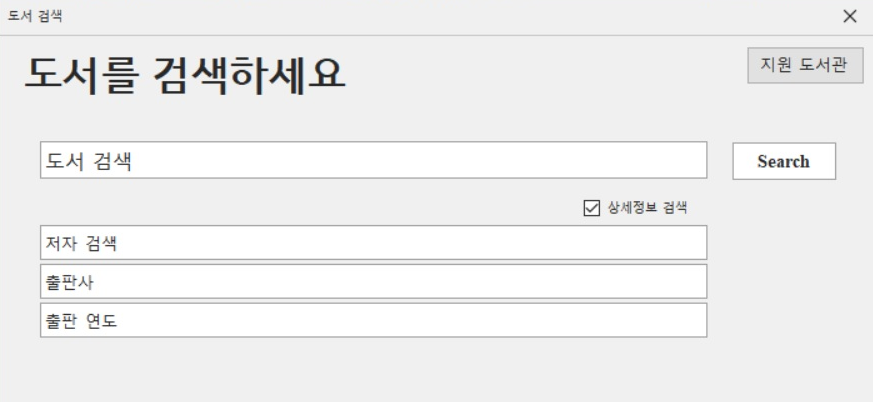 도서 검색
도서를 검색하세요
지원 도서관
도서 검색
Search
상세정보 검색
저자 검색
출판사
출판 연도